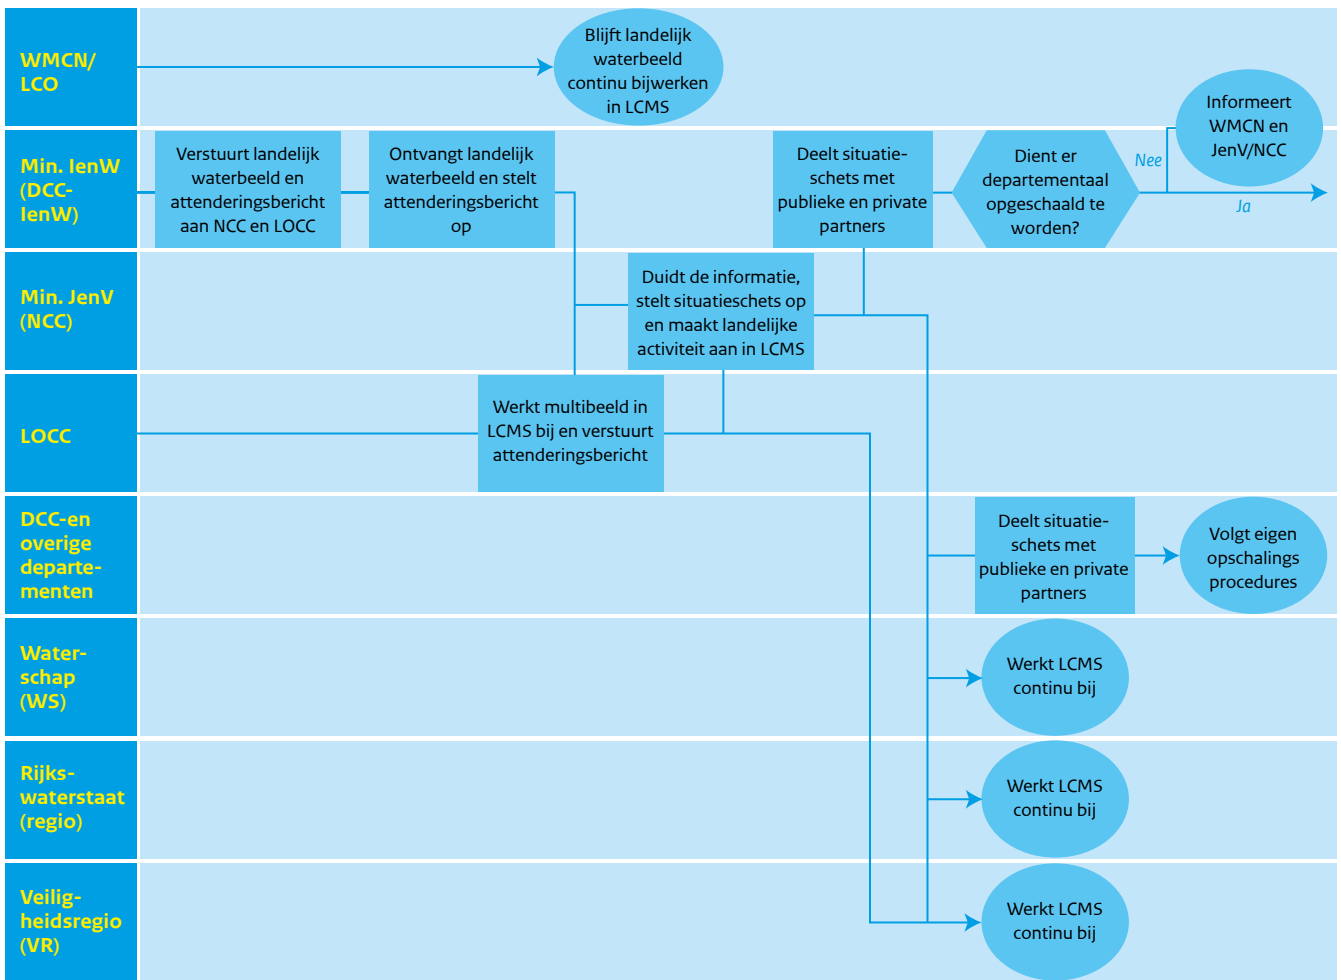 WMCN/
LCO
Blijft landelijk
waterbeeld
continu bijwerken
in LCMS
Min. IenW
(DCC-
IenW)
Verstuurt landelijk
waterbeeld en
attenderingsbericht
aan NCC en LOCC
Ontvangt landelijk
waterbeeld en stelt
attenderingsbericht
op
Deelt situatie-
schets met
publieke en private
partners
Dient er
departementaal
opgeschaald te
worden?
Nee
Informeert
WMCN en
JenV/NCC
Ja
Min. JenV
(NCC)
Duidt de informatie,
stelt situatieschets op
en maakt landelijke
activiteit aan in LCMS
LOCC
Werkt multibeeld in
LCMS bij en verstuurt
attenderingsbericht
DCC-en
overige
departe-
menten
Deelt situatie-
schets met
publieke en private
partners
Volgt eigen
opschalings
procedures
Water-
schap
(WS)
Werkt LCMS
continu bij
Rijks-
waterstaat
(regio)
Werkt LCMS
continu bij
Veilig-
heidsregio
(VR)
Werkt LCMS
continu bij